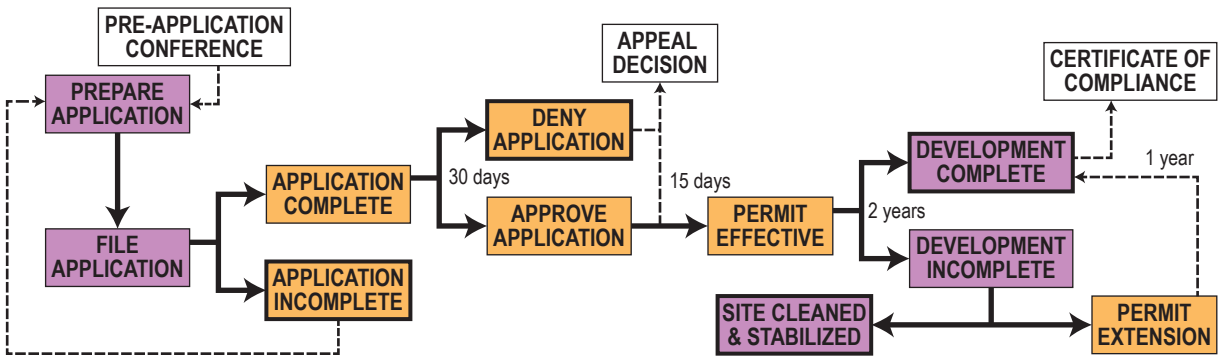 PRE-APPLICATION
CONFERENCE
PREPARE
APPLICATION
FILE
APPLICATION
APPLICATION
COMPLETE
APPLICATION
INCOMPLETE
30 days
DENY
APPLICATION
APPROVE
APPLICATION
APPEAL
DECISION
15 days
PERMIT
EFFECTIVE
2 years
DEVELOPMENT
COMPLETE
CERTIFICATE OF
COMPLIANCE
1 year
DEVELOPMENT
INCOMPLETE
SITE CLEANED
& STABILIZED
PERMIT
EXTENSION